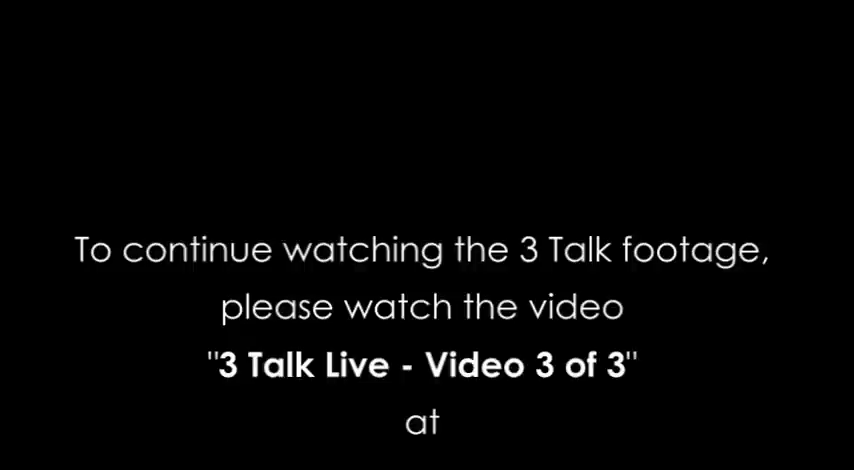 To continue watching the 3 Talk footage,
please watch the video
"3 Talk Live - Video 3 of 3"
at